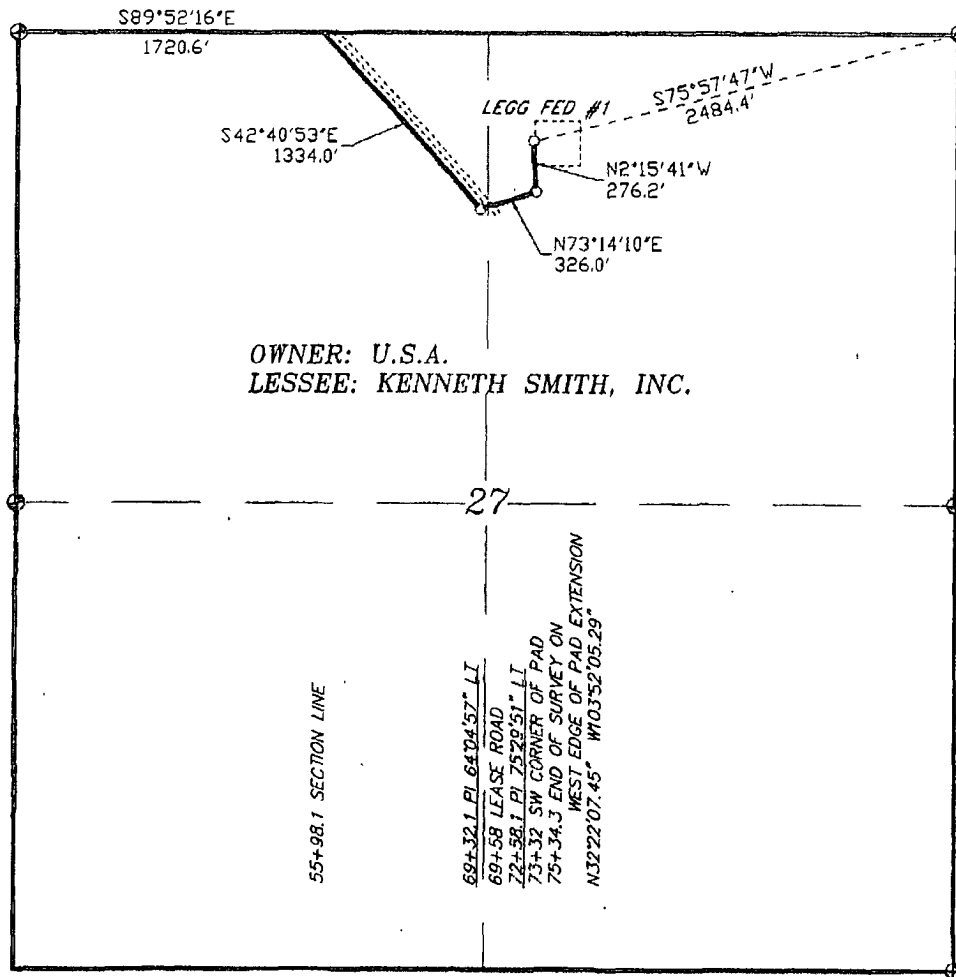 S89°52'16"E
1720.6'
S75°57'47"W
2484.4'
LEGG FED #1
S42°40'53"E
1334.0'
N2°15'41"W
276.2'
N73°14'10"E
326.0'
OWNER: U.S.A.
LESSEE: KENNETH SMITH, INC.
27
55+98.1 SECTION LINE
69+32.1 PI 64°04'57" LT
69+58 LEASE ROAD
72+58.1 PI 75°29'51" LT
73+32 SW CORNER OF PAD
75+34.3 END OF SURVEY ON
WEST EDGE OF PAD EXTENSION
N32°22'07.45" W103°52'05.29"